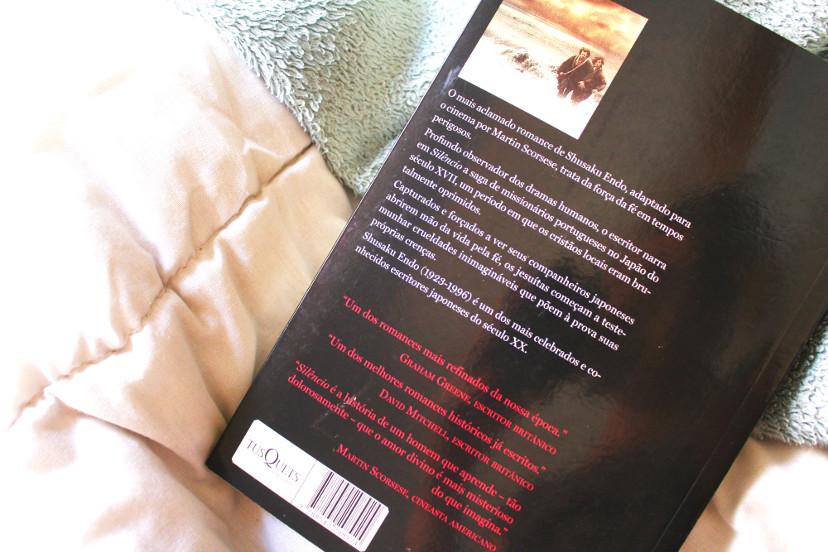 O mais aclamado romance de Shusaku Endo, adaptado para
o cinema por Martin Scorsese, trata da força da fé em tempos
perigosos.
Profundo observador dos dramas humanos, o escritor narra
em Silêncio a saga de missionários portugueses no Japão do
século XVII, um período em que os cristãos locais eram bru-
talmente oprimidos.
Capturados e forçados a ver seus companheiros japoneses
abrirem mão da vida pela fé, os jesuítas começam a teste-
munhar crueldades inimagináveis que põem à prova suas
próprias crenças.
Shusaku Endo (1923-1996) é um dos mais celebrados e co-
nhecidos escritores japoneses do século XX.
"Um dos romances mais refinados da nossa época."
GRAHAM GREENE, ESCRITOR BRITÂNICO
"Um dos melhores romances históricos já escritos."
DAVID MITCHELL, ESCRITOR BRITÂNICO
"Silêncio é a história de um homem que aprende – tão
dolorosamente – que o amor divino é mais misterioso
do que imagina."
MARTIN SCORSESE, CINEASTA AMERICANO
TUSQUETS